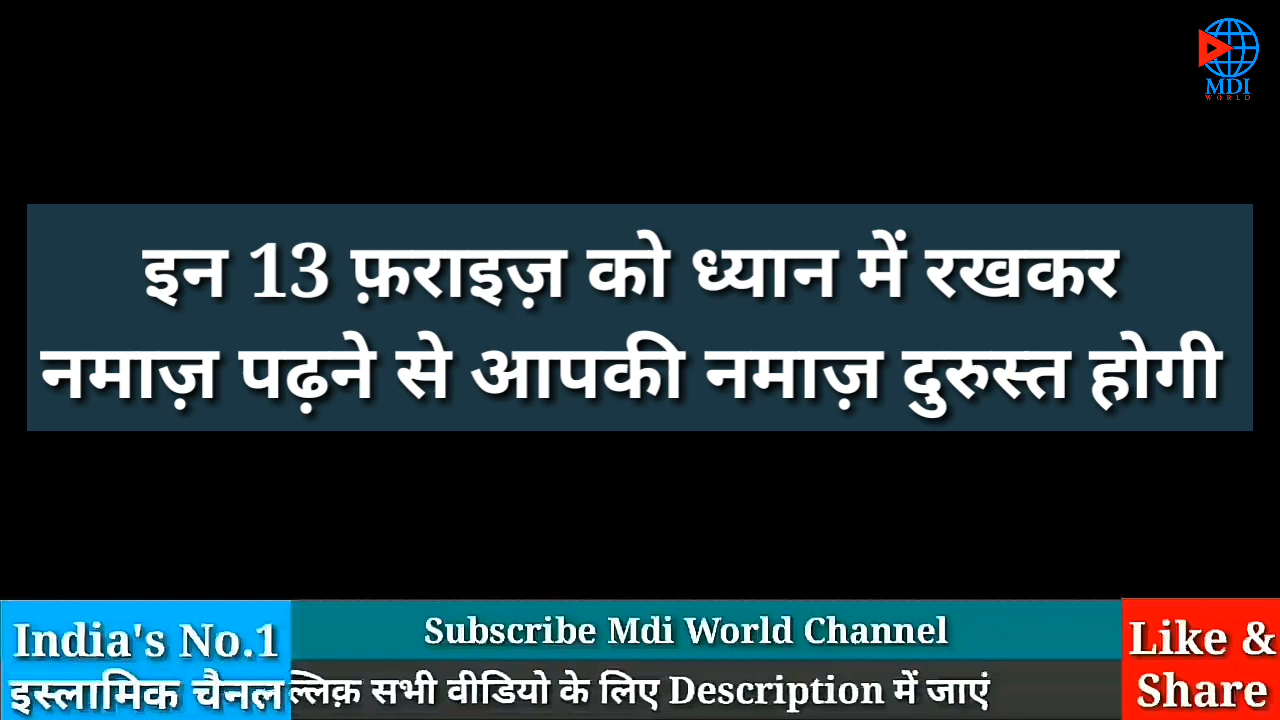 MDI
WORLD
इन 13 फ़राइज़ को ध्यान में रखकर
नमाज़ पढ़ने से आपकी नमाज़ दुरुस्त होगी
India's No.1
इस्लामिक चैनल
Subscribe Mdi World Channel
ल्लिक़ सभी वीडियो के लिए Description में जाएं
Like &
Share